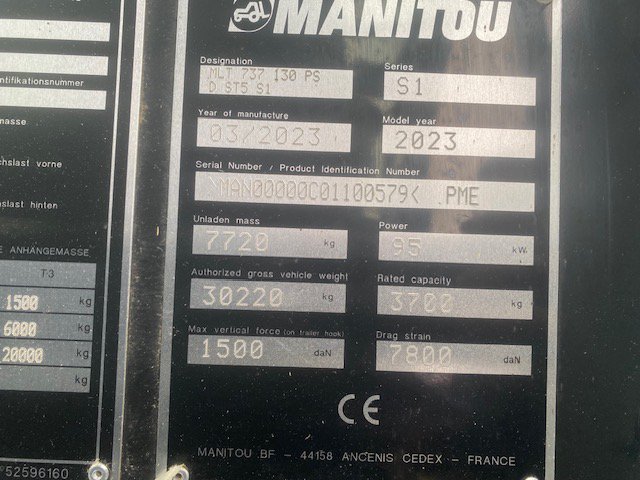 MANITOU
Designation
MLT 737 130 PS
D ST5 S1
Series
S1
Year of manufacture
03/2023
Model year
2023
Serial Number / Product Identification Number
MAN00000C01100579< PME
Unladen mass
7720 kg
Power
95 kW
Authorized gross vehicle weight
30220 kg
Rated capacity
3700 kg
Max vertical force (on trailer hook)
1500 daN
Drag strain
7800 daN
CE
MANITOU BF - 44158 ANCENIS CEDEX - FRANCE
ntifikationsnummer
masse
chslast vorne
slast hinten
E ANHÄNGEMASSE
T3
1500 kg
6000 kg
20000 kg
kg
52596160